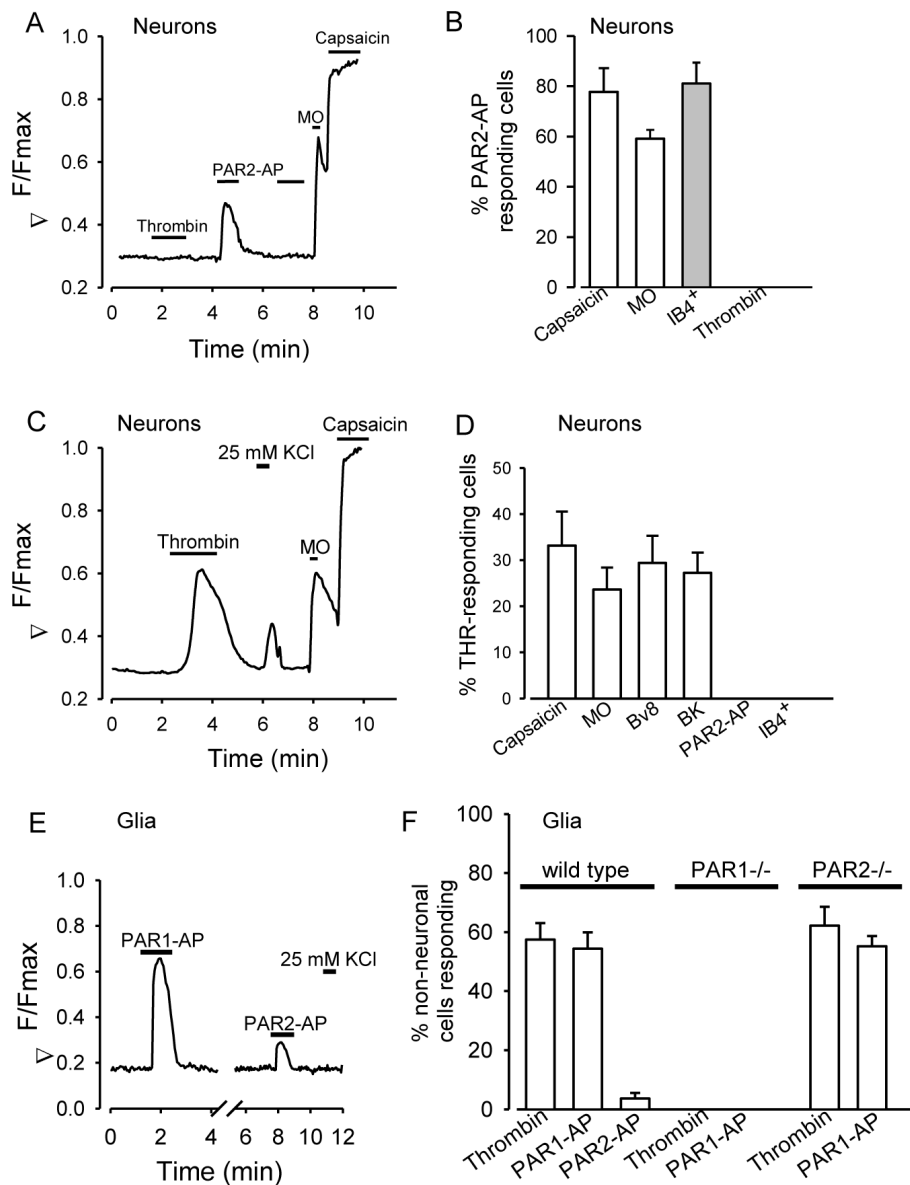 A Neurons
Capsaicin
MO
PAR2-AP
Thrombin
∇ F/Fmax
1.0
0.8
0.6
0.4
0.2
0 2 4 6 8 10
Time (min)
B Neurons
% PAR2-AP
responding cells
100
80
60
40
20
0
Capsaicin
MO
IB4+
Thrombin
C Neurons
Capsaicin
25 mM KCl
Thrombin
MO
∇ F/Fmax
1.0
0.8
0.6
0.4
0.2
0 2 4 6 8 10
Time (min)
D Neurons
% THR-responding cells
50
40
30
20
10
0
Capsaicin
MO
Bv8
BK
PAR2-AP
IB4+
E Glia
PAR1-AP
25 mM KCl
PAR2-AP
∇ F/Fmax
1.0
0.8
0.6
0.4
0.2
0.0
0 2 4 6 8 10 12
Time (min)
F Glia
wild type PAR1-/- PAR2-/-
% non-neuronal
cells responding
100
80
60
40
20
0
Thrombin
PAR1-AP
PAR2-AP
Thrombin
PAR1-AP
Thrombin
PAR1-AP